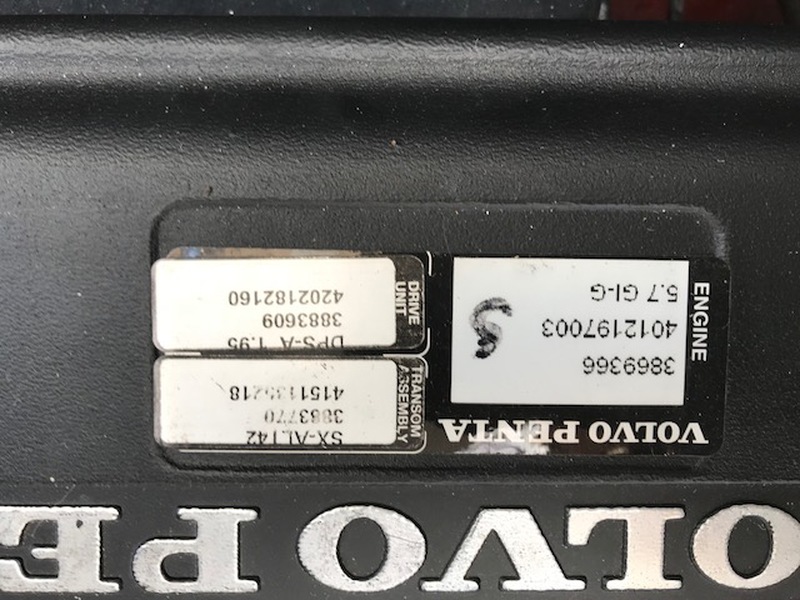 OLVO PE
VOLVO PENTA
ENGINE
3869366
4012197003
5.7 GI-G
S
TRANSOM
ASSEMBLY
SX-AL142
3883770
4151135218
DRIVE
UNIT
DPS-A 1.95
3883609
4202182160